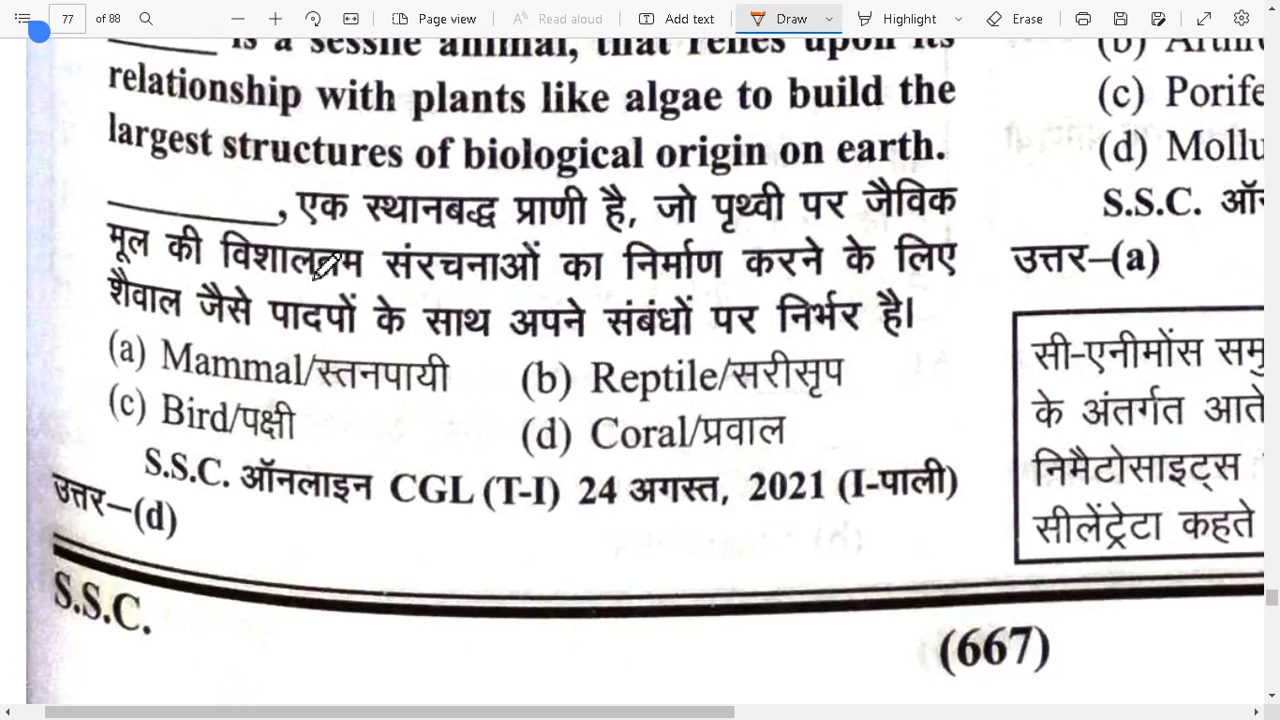 77 of 88
Page view
Read aloud
Add text
Draw
Highlight
Erase
is a sessile animal, that relies upon its
relationship with plants like algae to build the
largest structures of biological origin on earth.
________, एक स्थानबद्ध प्राणी है, जो पृथ्वी पर जैविक
मूल की विशालतम संरचनाओं का निर्माण करने के लिए
शैवाल जैसे पादपों के साथ अपने संबंधों पर निर्भर है।
(a) Mammal/स्तनपायी (b) Reptile/सरीसृप
(c) Bird/पक्षी (d) Coral/प्रवाल
S.S.C. ऑनलाइन CGL (T-I) 24 अगस्त, 2021 (I-पाली)
उत्तर–(d)
(b)
(c) Porife
(d) Mollu
S.S.C. ऑन
उत्तर–(a)
सी-एनीमोंस समु
के अंतर्गत आते
निमैटोसाइट्स
सीलेंट्रेटा कहते
S.S.C.
(667)